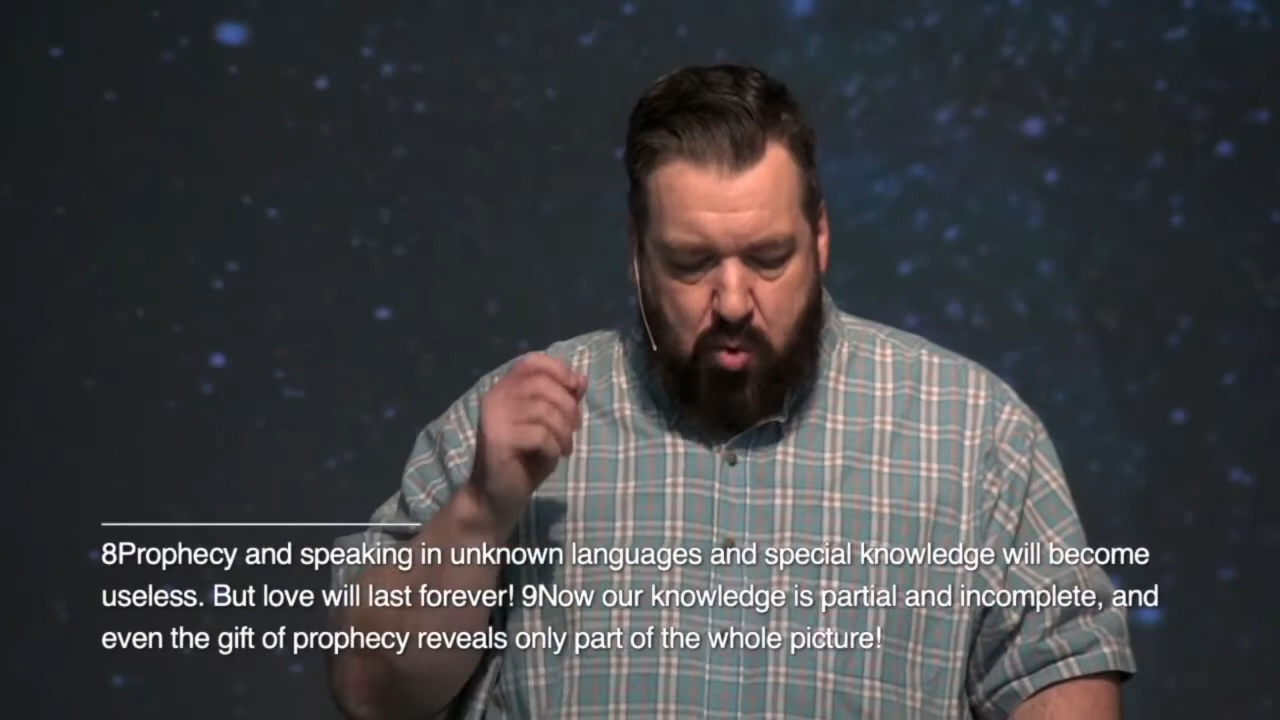 8Prophecy and speaking in unknown languages and special knowledge will become
useless. But love will last forever! 9Now our knowledge is partial and incomplete, and
even the gift of prophecy reveals only part of the whole picture!